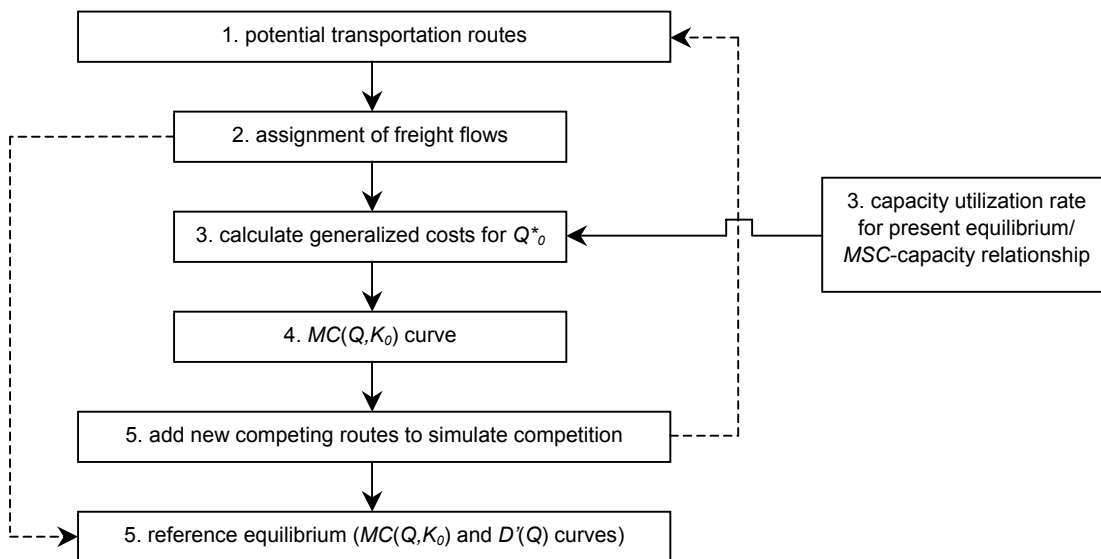 1. potential transportation routes
2. assignment of freight flows
3. calculate generalized costs for Q*0
3. capacity utilization rate
for present equilibrium/
MSC-capacity relationship
4. MC(Q,K0) curve
5. add new competing routes to simulate competition
5. reference equilibrium (MC(Q,K0) and D’(Q) curves)